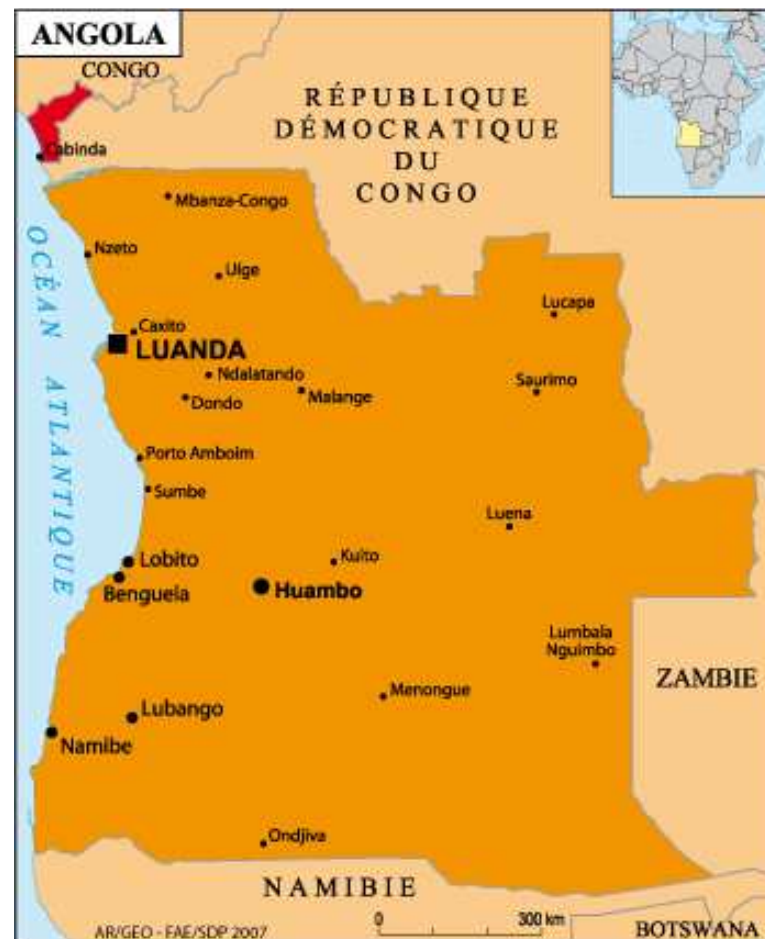 ANGOLA
CONGO
RÉPUBLIQUE
DÉMOCRATIQUE
DU
CONGO
Cabinda
Mbanza-Congo
Nzeto
Uige
Lucapa
Caxito
LUANDA
Ndalatando
Saurimo
Malange
Dondo
OCÉAN ATLANTIQUE
Porto Amboim
Sumbe
Luena
Lobito
Kuito
Benguela
Huambo
Lumbala
Nguimbo
ZAMBIE
Menongue
Lubango
Namibe
Ondjiva
NAMIBIE
0 300 km
AR/GEO - FAE/SDP 2007
BOTSWANA